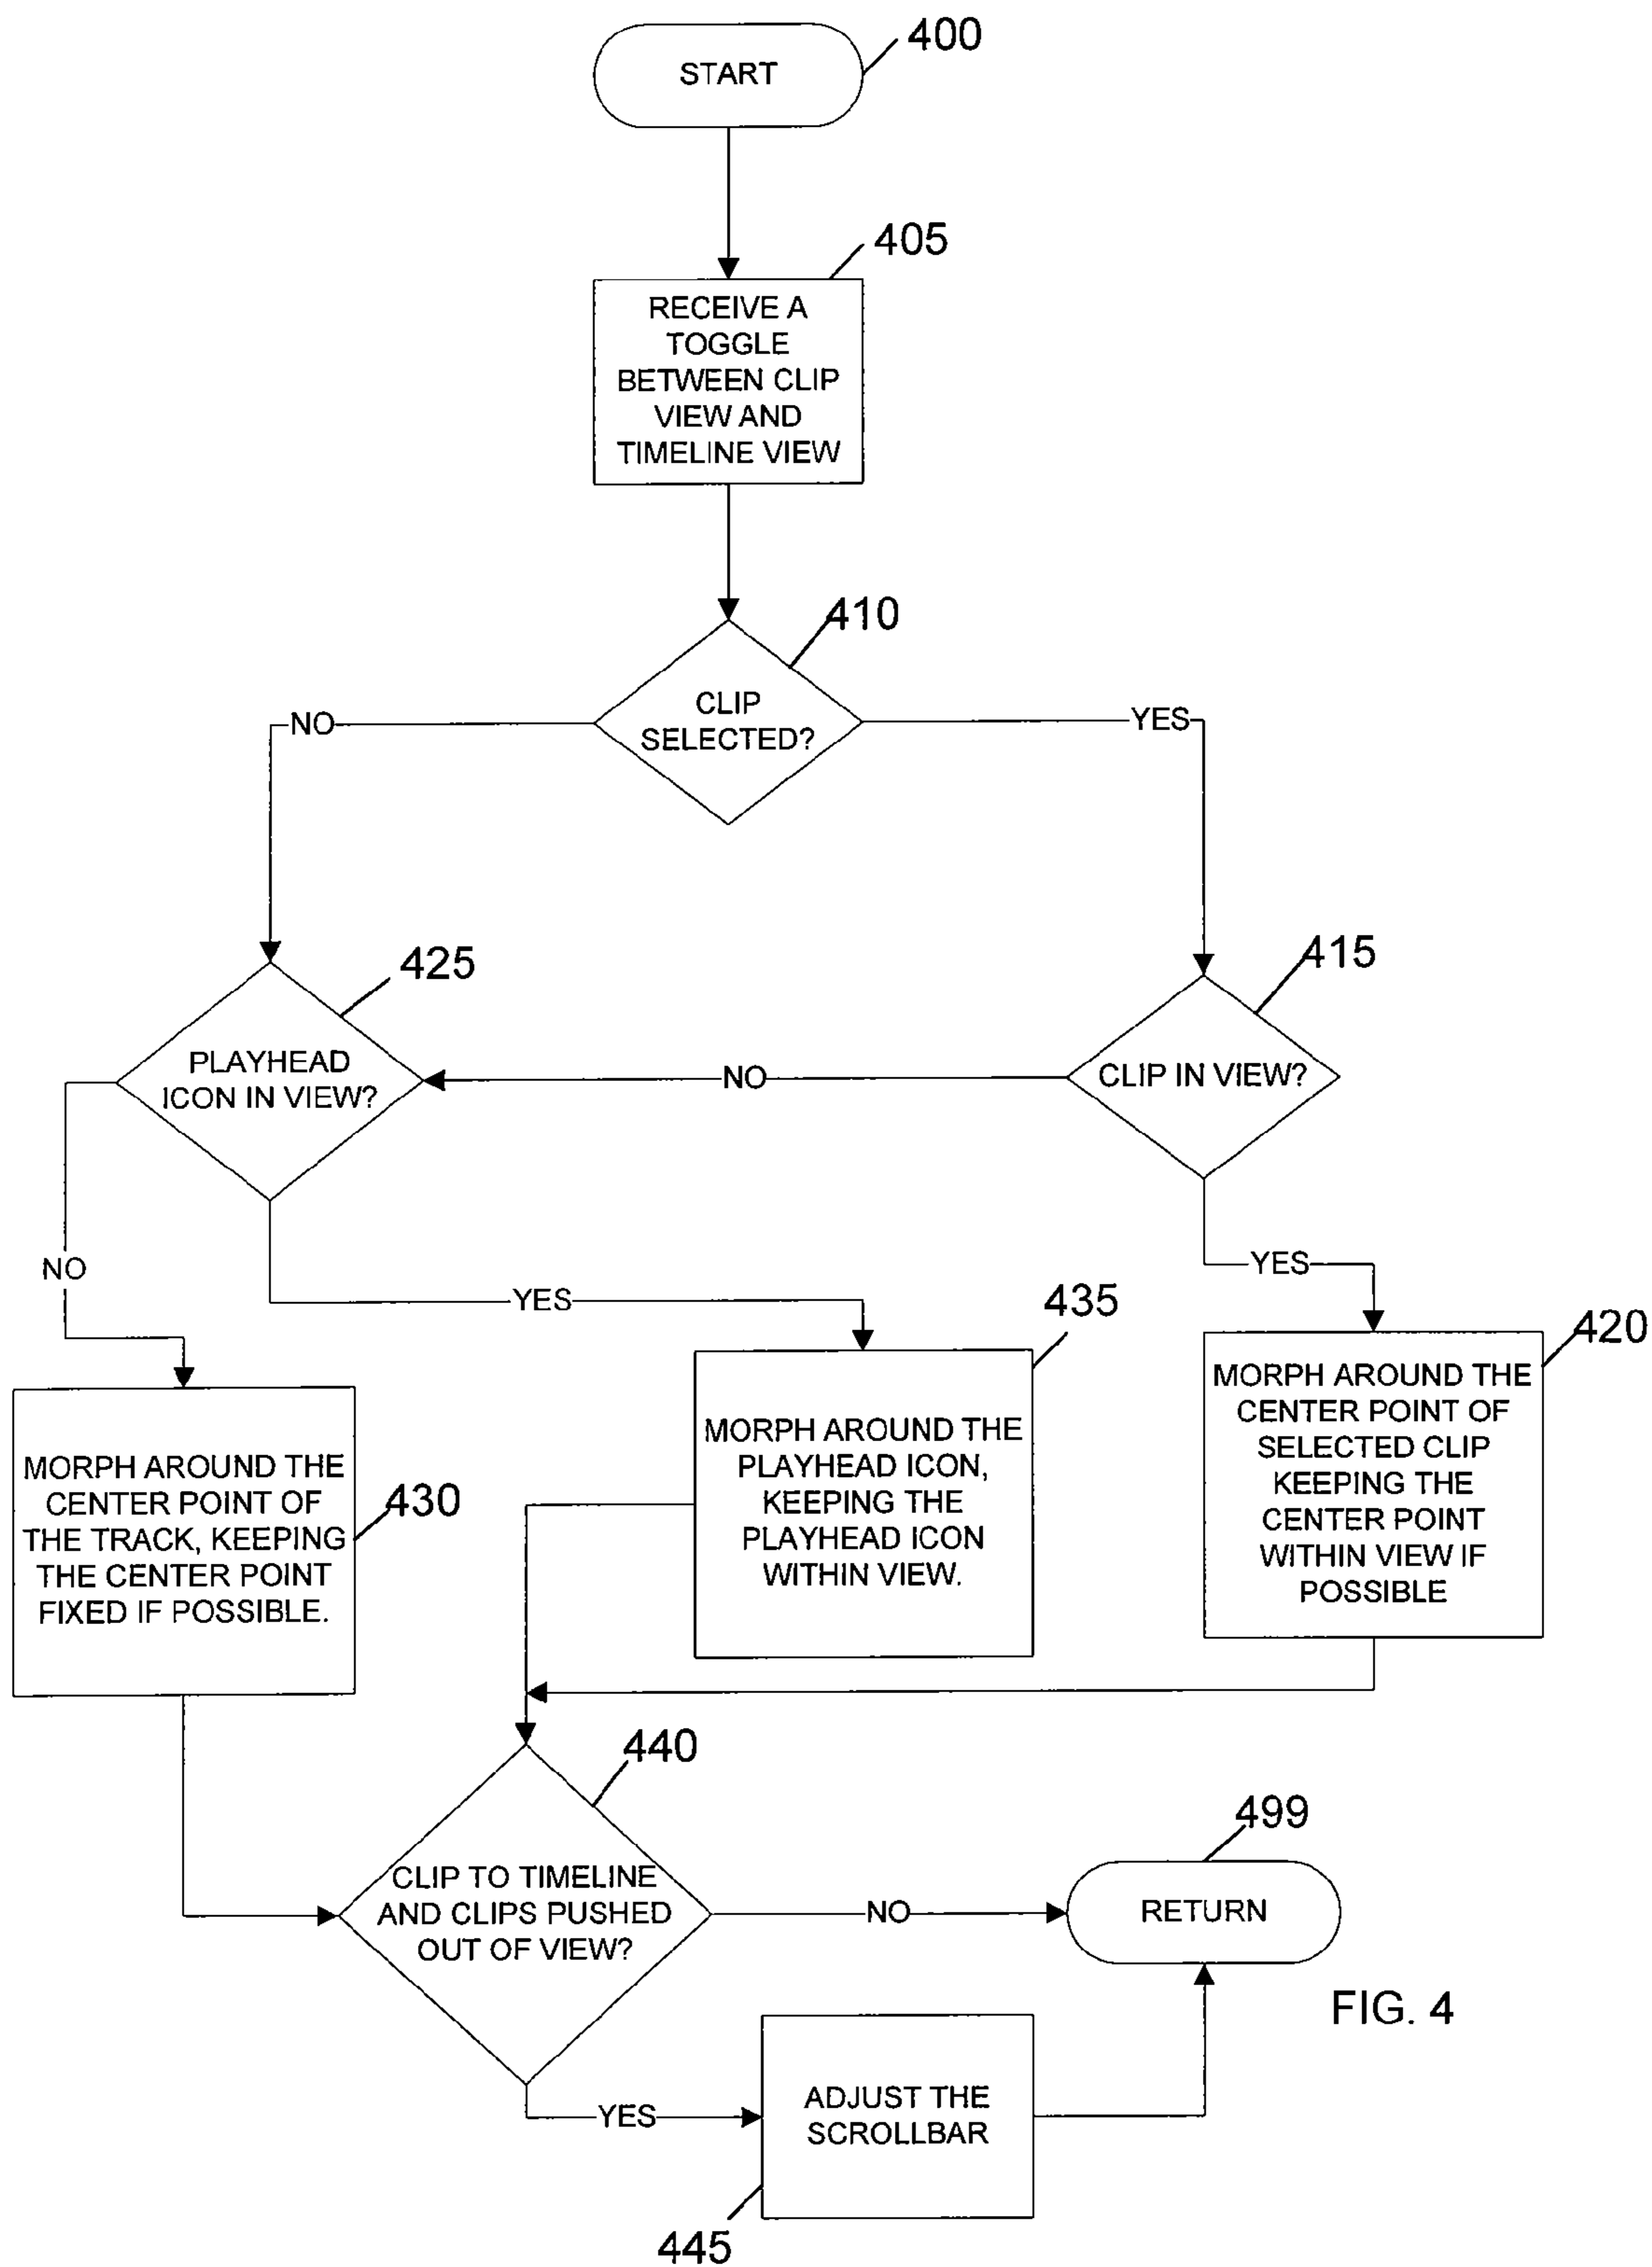 400
START
405
RECEIVE A
TOGGLE
BETWEEN CLIP
VIEW AND
TIMELINE VIEW
410
CLIP
SELECTED?
NO
YES
425
415
PLAYHEAD
ICON IN VIEW?
NO
CLIP IN VIEW?
NO
YES
YES
435
420
MORPH AROUND THE
CENTER POINT OF
THE TRACK, KEEPING
THE CENTER POINT
FIXED IF POSSIBLE.
430
MORPH AROUND THE
PLAYHEAD ICON,
KEEPING THE
PLAYHEAD ICON
WITHIN VIEW.
MORPH AROUND THE
CENTER POINT OF
SELECTED CLIP
KEEPING THE
CENTER POINT
WITHIN VIEW IF
POSSIBLE
440
CLIP TO TIMELINE
AND CLIPS PUSHED
OUT OF VIEW?
NO
499
RETURN
YES
ADJUST THE
SCROLLBAR
445
FIG. 4